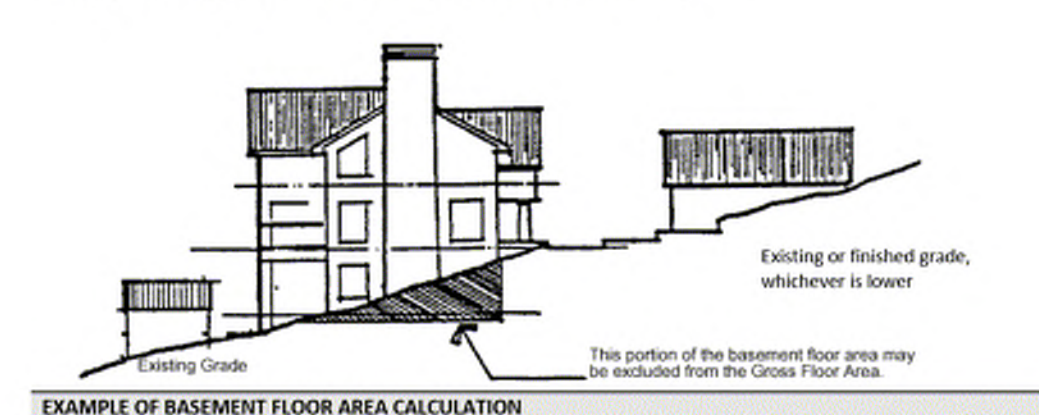 Existing or finished grade,
whichever is lower
This portion of the basement floor area may
be excluded from the Gross Floor Area.
Existing Grade
EXAMPLE OF BASEMENT FLOOR AREA CALCULATION